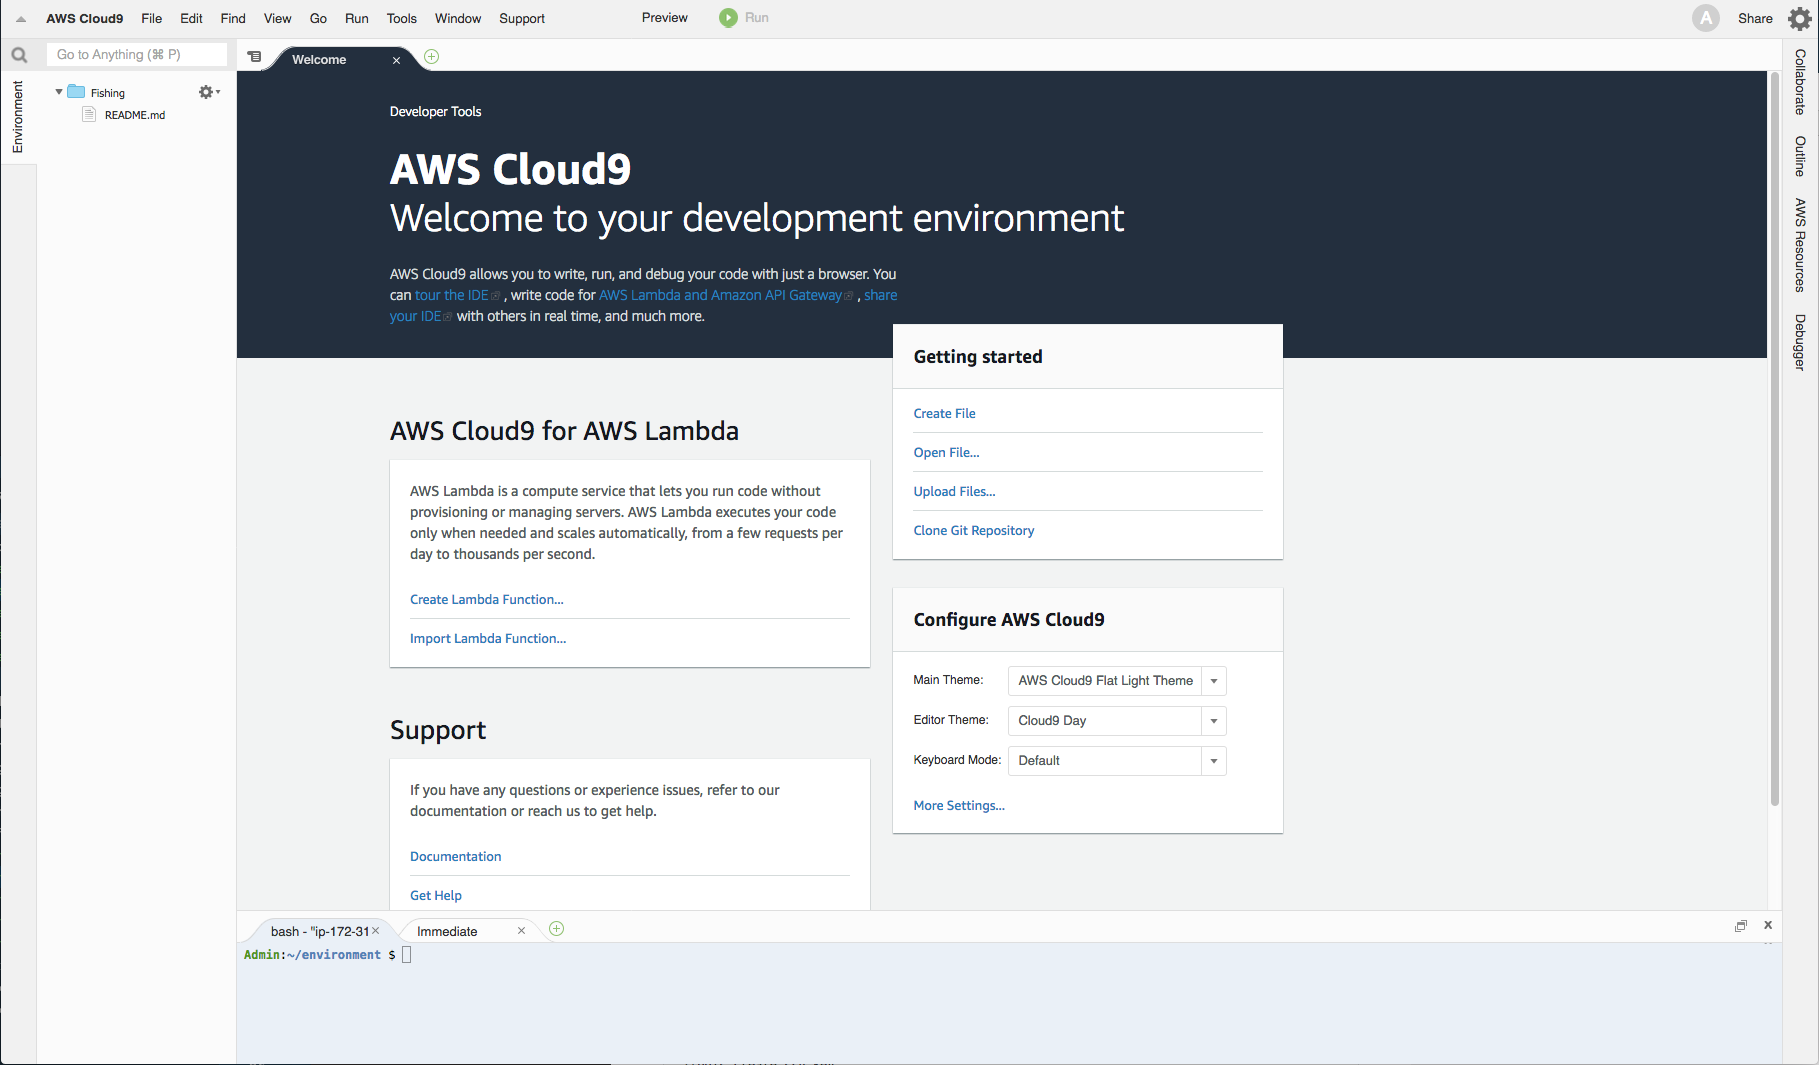 AWS Cloud9 File Edit Find View Go Run Tools Window Support Preview Run A Share
Go to Anything (⌘ P)
Welcome
Environment
Fishing
README.md
Developer Tools
AWS Cloud9
Welcome to your development environment
AWS Cloud9 allows you to write, run, and debug your code with just a browser. You
can tour the IDE , write code for AWS Lambda and Amazon API Gateway , share
your IDE with others in real time, and much more.
Getting started
Create File
Open File...
Upload Files...
Clone Git Repository
AWS Cloud9 for AWS Lambda
AWS Lambda is a compute service that lets you run code without
provisioning or managing servers. AWS Lambda executes your code
only when needed and scales automatically, from a few requests per
day to thousands per second.
Create Lambda Function...
Import Lambda Function...
Configure AWS Cloud9
Main Theme: AWS Cloud9 Flat Light Theme
Editor Theme: Cloud9 Day
Keyboard Mode: Default
More Settings...
Support
If you have any questions or experience issues, refer to our
documentation or reach us to get help.
Documentation
Get Help
bash - "ip-172-31
Immediate
Admin:~/environment $
Collaborate
Outline
AWS Resources
Debugger